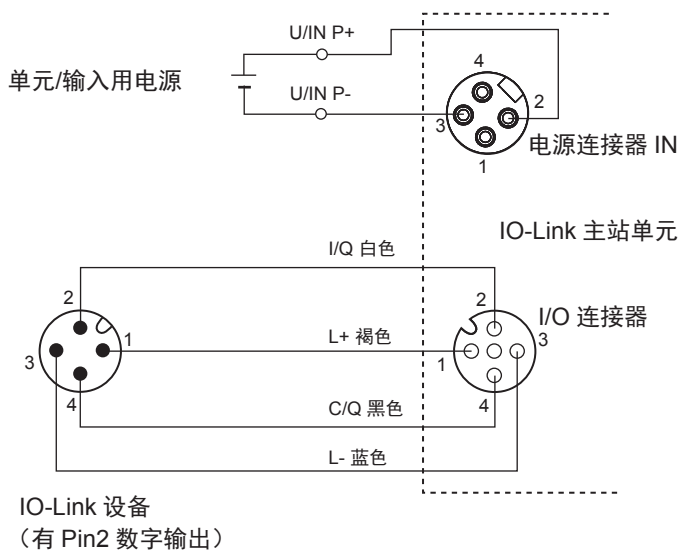 U/IN P+
单元/输入用电源
U/IN P-
4
2
3
1
电源连接器 IN
IO-Link 主站单元
I/Q 白色
2
2
I/O 连接器
3
1
L+ 褐色
1
3
4
C/Q 黑色
4
L- 蓝色
IO-Link 设备
（有 Pin2 数字输出）